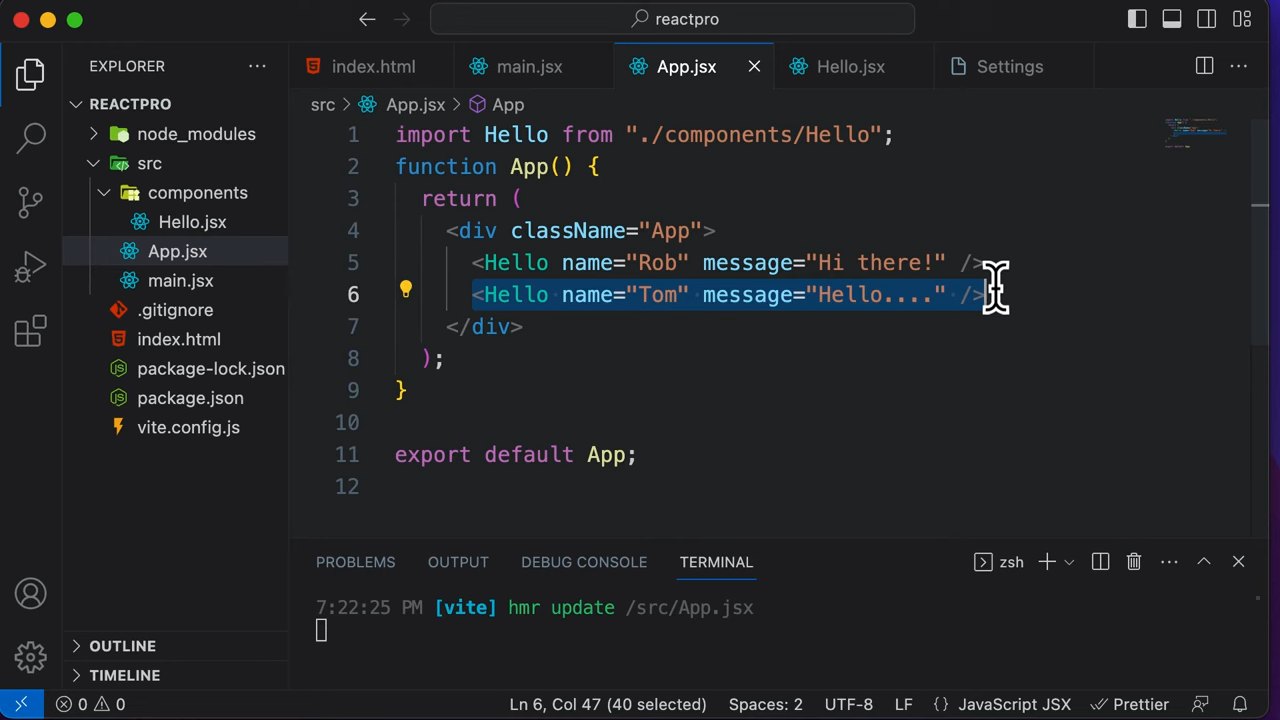 reactpro
EXPLORER
REACTPRO
node_modules
src
components
Hello.jsx
App.jsx
main.jsx
.gitignore
index.html
package-lock.json
package.json
vite.config.js
OUTLINE
TIMELINE
index.html
main.jsx
App.jsx
Hello.jsx
Settings
src > App.jsx > App
1 import Hello from "./components/Hello";
2 function App() {
3 return (
4 <div className="App">
5 <Hello name="Rob" message="Hi there!" />
6 <Hello name="Tom" message="Hello...." />
7 </div>
8 );
9 }
10
11 export default App;
12
PROBLEMS OUTPUT DEBUG CONSOLE TERMINAL
zsh
7:22:25 PM [vite] hmr update /src/App.jsx
0 0
Ln 6, Col 47 (40 selected) Spaces: 2 UTF-8 LF {} JavaScript JSX Prettier